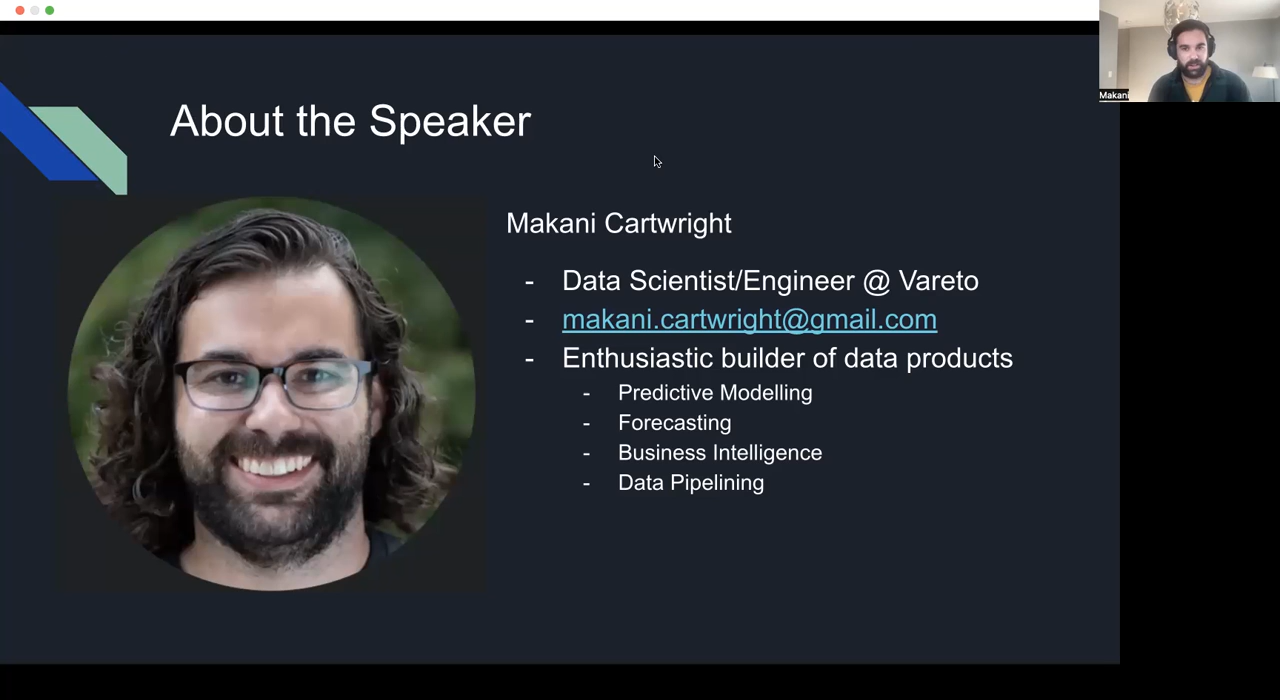 Makani
About the Speaker
Makani Cartwright
- Data Scientist/Engineer @ Vareto
- makani.cartwright@gmail.com
- Enthusiastic builder of data products
- Predictive Modelling
- Forecasting
- Business Intelligence
- Data Pipelining